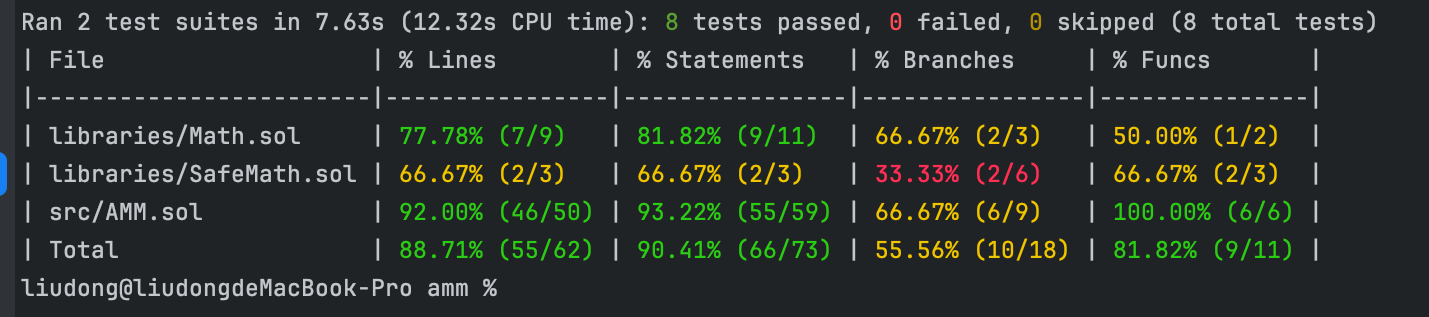 Ran 2 test suites in 7.63s (12.32s CPU time): 8 tests passed, 0 failed, 0 skipped (8 total tests)
| File                  | % Lines        | % Statements   | % Branches     | % Funcs       |
|-----------------------|----------------|----------------|----------------|---------------|
| libraries/Math.sol     | 77.78% (7/9)   | 81.82% (9/11)  | 66.67% (2/3)   | 50.00% (1/2)  |
| libraries/SafeMath.sol | 66.67% (2/3)   | 66.67% (2/3)   | 33.33% (2/6)   | 66.67% (2/3)  |
| src/AMM.sol            | 92.00% (46/50) | 93.22% (55/59) | 66.67% (6/9)   | 100.00% (6/6) |
| Total                  | 88.71% (55/62) | 90.41% (66/73) | 55.56% (10/18) | 81.82% (9/11) |
liudong@liudongdeMacBook-Pro amm %